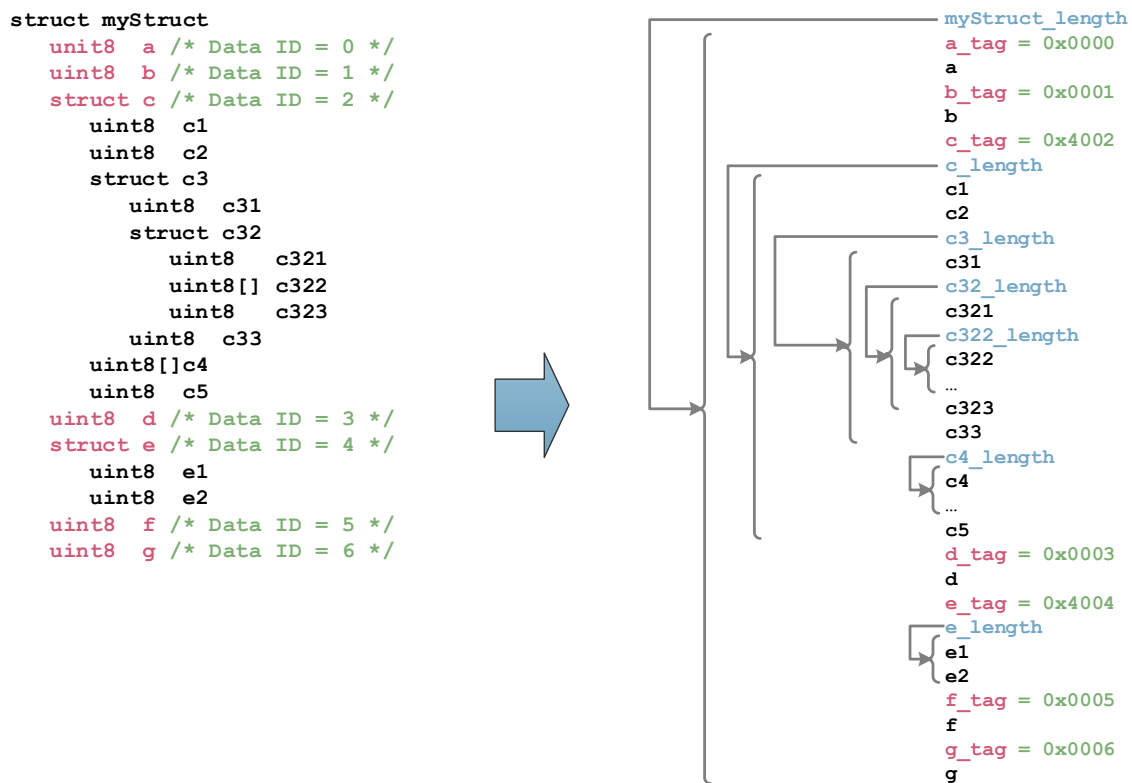 struct myStruct
unit8 a /* Data ID = 0 */
uint8 b /* Data ID = 1 */
struct c /* Data ID = 2 */
uint8 c1
uint8 c2
struct c3
uint8 c31
struct c32
uint8 c321
uint8[] c322
uint8 c323
uint8 c33
uint8[]c4
uint8 c5
uint8 d /* Data ID = 3 */
struct e /* Data ID = 4 */
uint8 e1
uint8 e2
uint8 f /* Data ID = 5 */
uint8 g /* Data ID = 6 */
myStruct_length
a_tag = 0x0000
a
b_tag = 0x0001
b
c_tag = 0x4002
c_length
c1
c2
c3_length
c31
c32_length
c321
c322_length
c322
…
c323
c33
c4_length
c4
…
c5
d_tag = 0x0003
d
e_tag = 0x4004
e_length
e1
e2
f_tag = 0x0005
f
g_tag = 0x0006
g